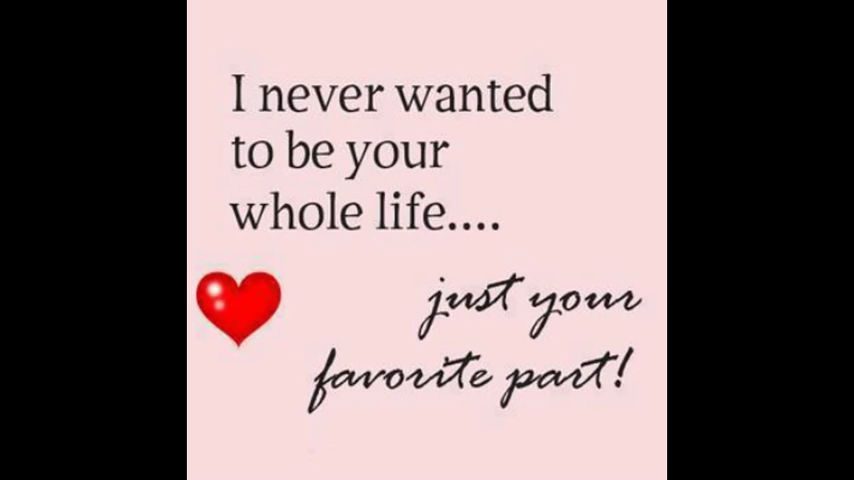 I never wanted
to be your
whole life....
just your
favorite part!